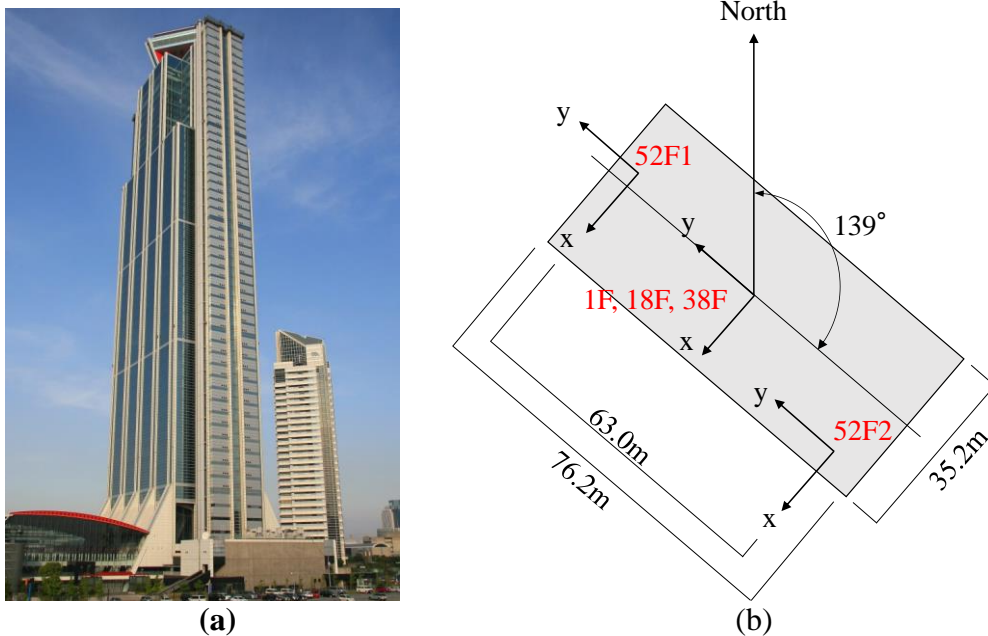 North
y
52F1
139°
x
y
1F, 18F, 38F
x
y
52F2
63.0m
76.2m
35.2m
x
(a)
(b)